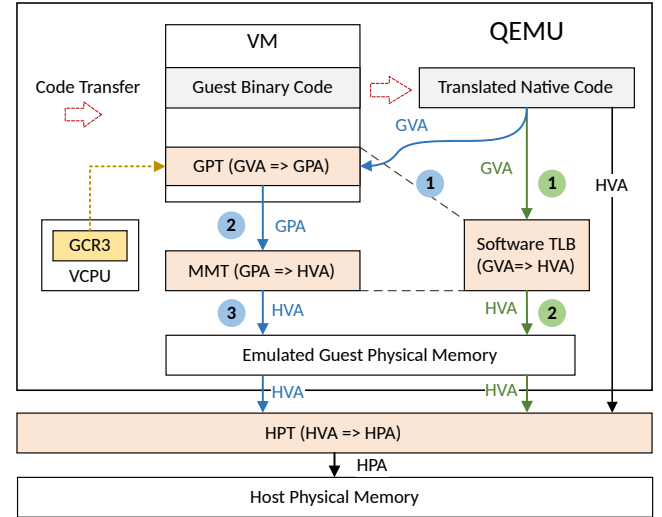 QEMU
VM
Code Transfer
Guest Binary Code
Translated Native Code
GVA
GPT (GVA => GPA)
1
GVA
1
HVA
2
GPA
GCR3
VCPU
MMT (GPA => HVA)
Software TLB
(GVA=> HVA)
3
HVA
HVA
2
Emulated Guest Physical Memory
HVA
HVA
HPT (HVA => HPA)
HPA
Host Physical Memory